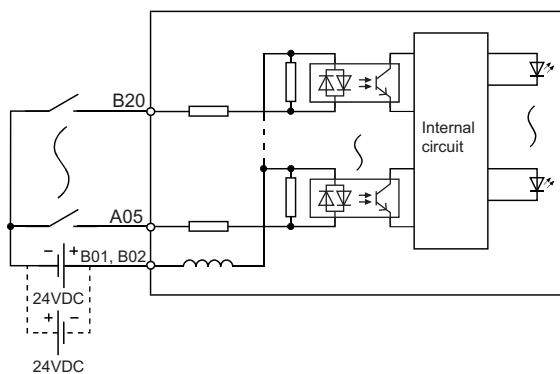 B20
Internal
circuit
A05
− + B01, B02
24VDC
+ −
24VDC